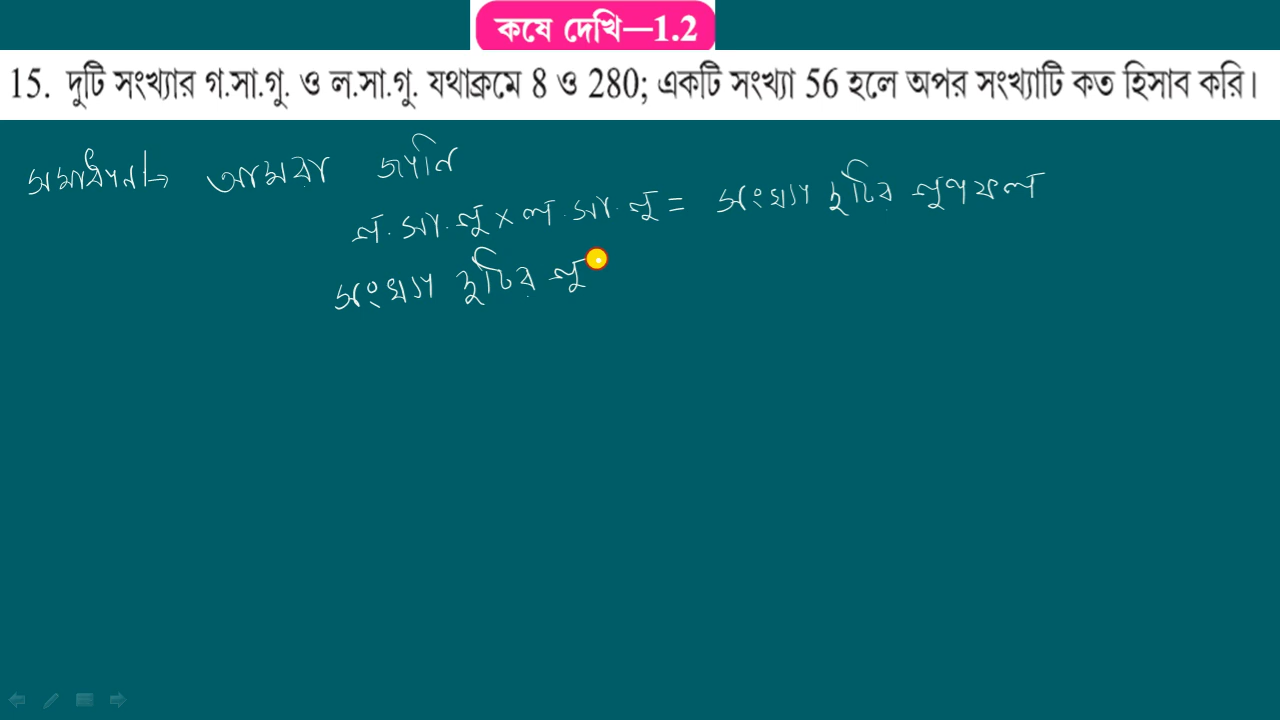 কষে দেখি—1.2
15. দুটি সংখ্যার গ.সা.গু. ও ল.সা.গু. যথাক্রমে 8 ও 280; একটি সংখ্যা 56 হলে অপর সংখ্যাটি কত হিসাব করি।
সমাধান|→ আমরা জানি
গ.সা.গু × ল.সা.গু = সংখ্যা দুটির গুণফল
সংখ্যা দুটির গু